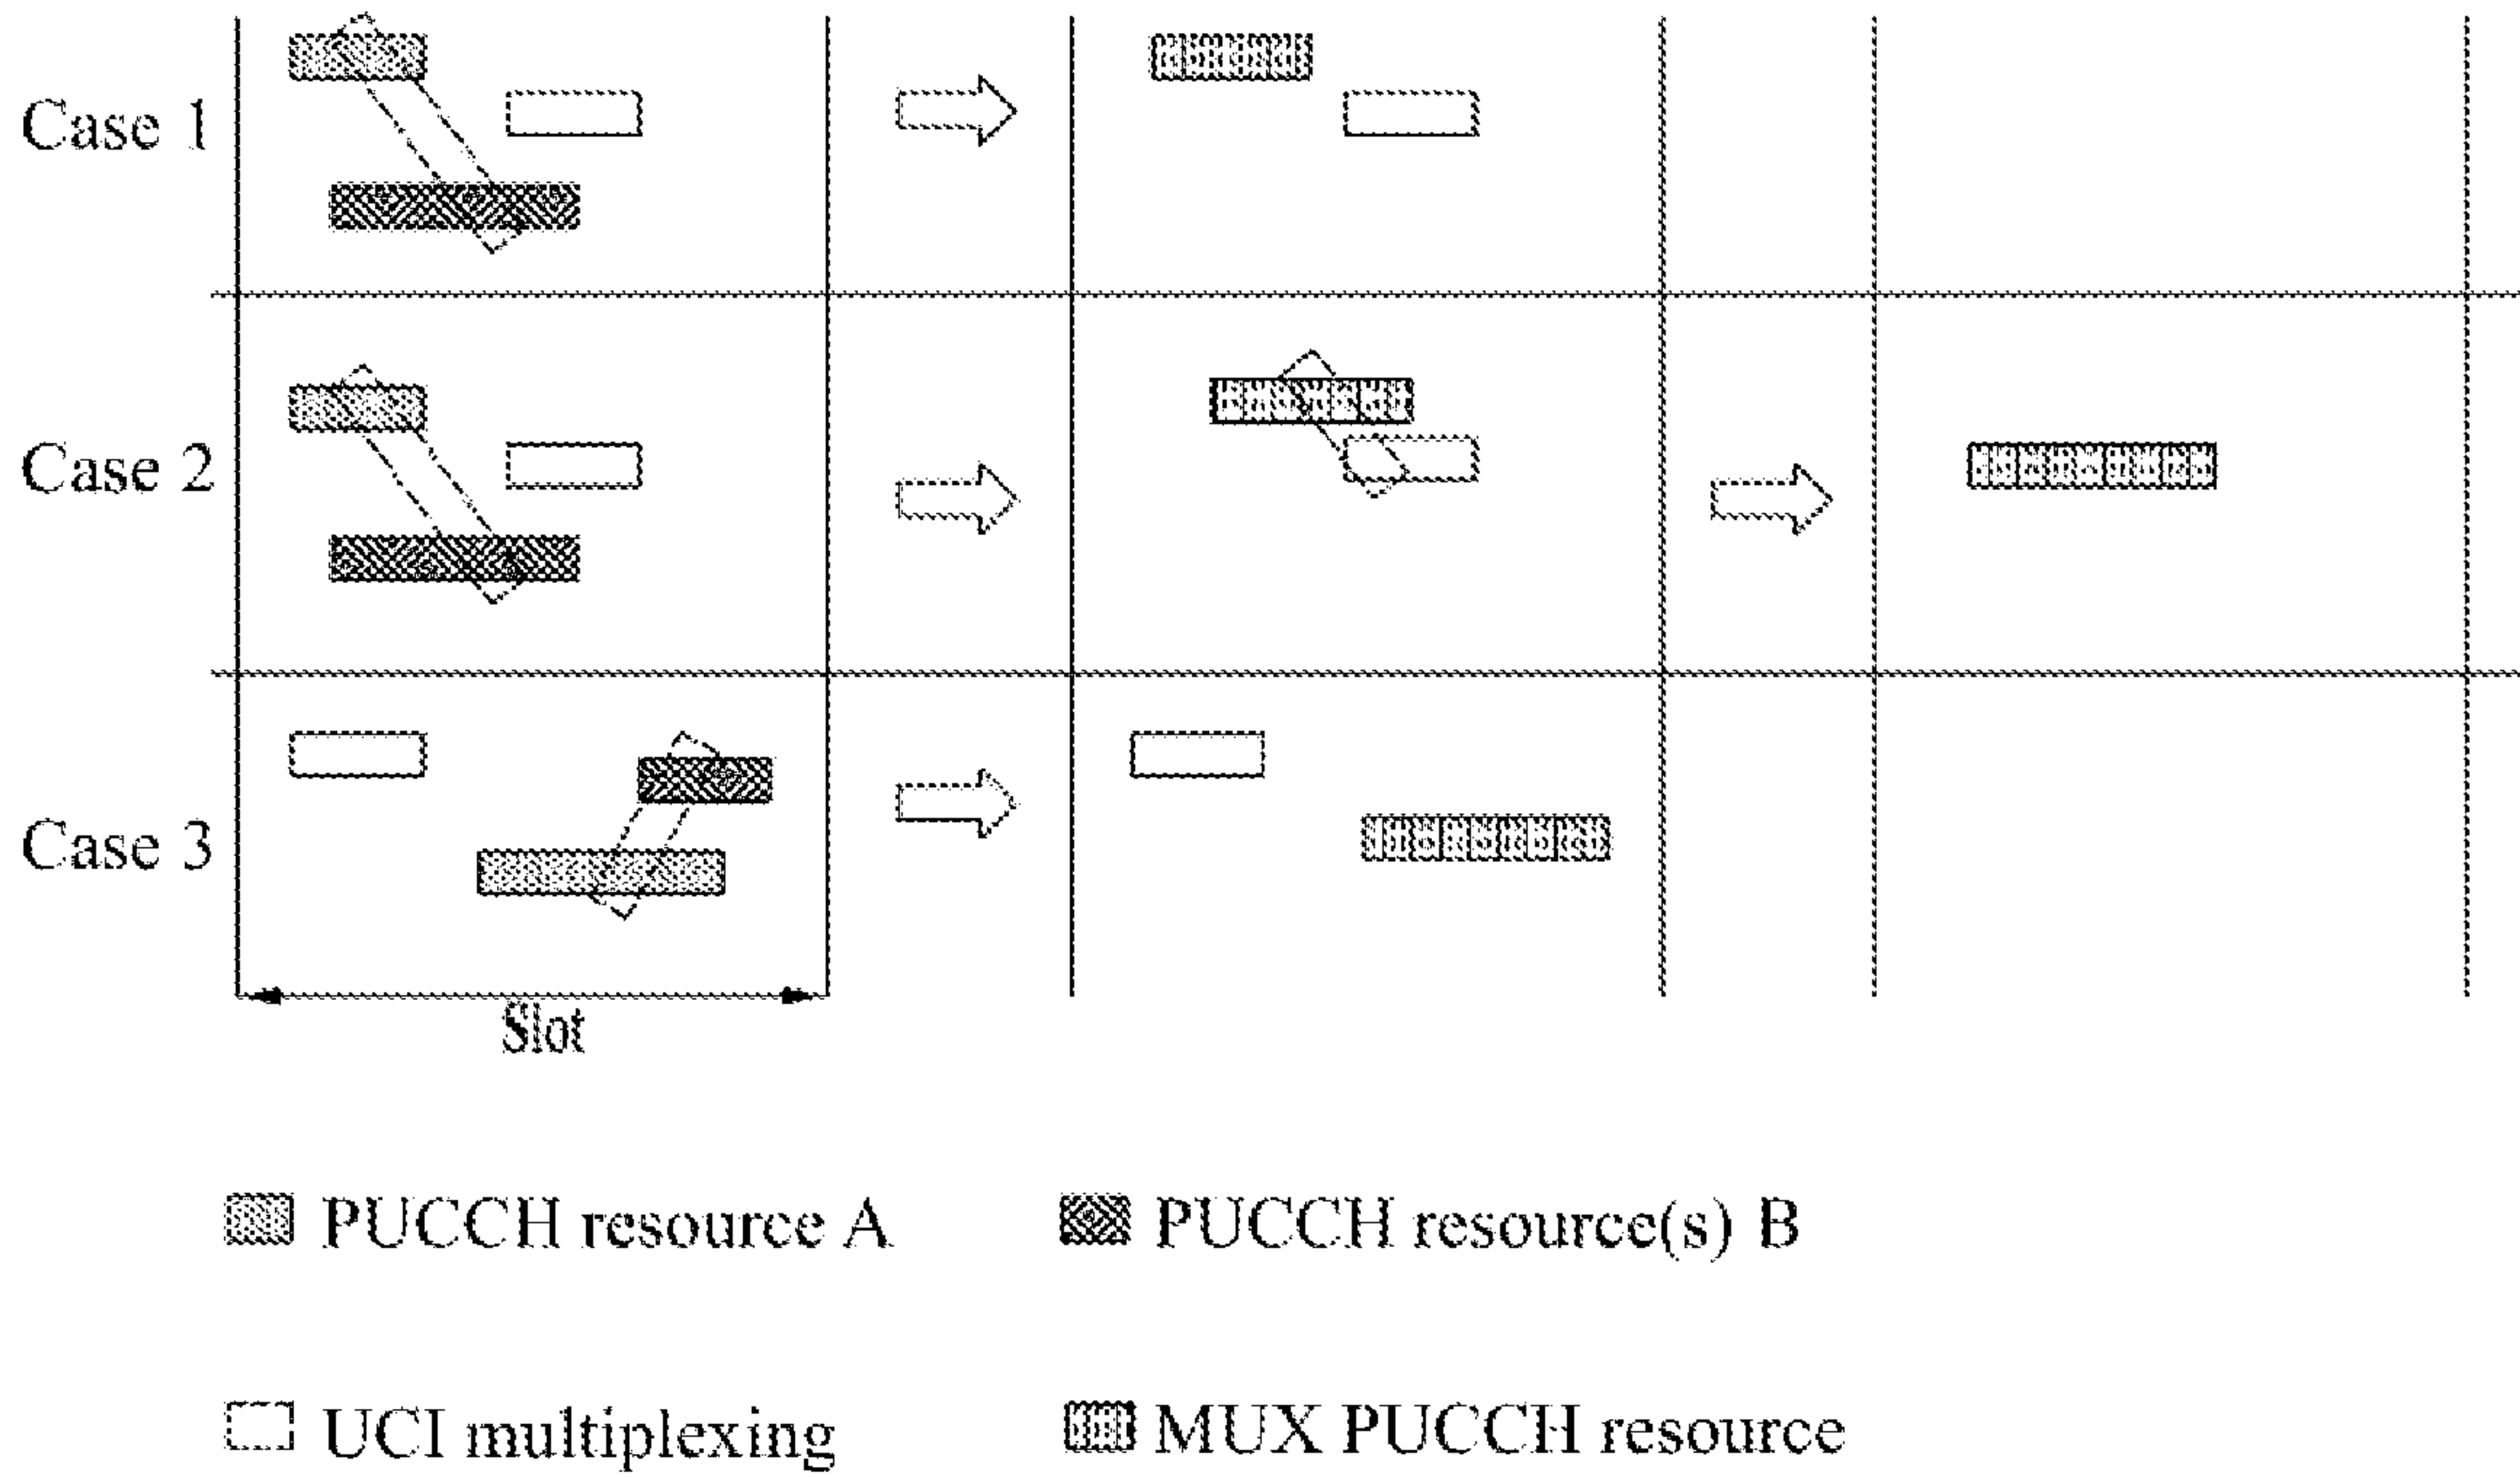 Case 1
Case 2
Case 3
Slot
PUCCH resource A
PUCCH resource(s) B
UCI multiplexing
MUX PUCCH resource